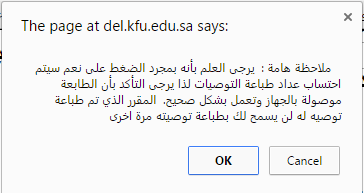 The page at del.kfu.edu.sa says:
ملاحظة هامة : يرجى العلم بأنه بمجرد الضغط على نعم سيتم
احتساب عداد طباعة التوصيات لذا يرجى التأكد بأن الطابعة
موصولة بالجهاز وتعمل بشكل صحيح. المقرر الذي تم طباعة
توصيه له لن يسمح لك بطباعة توصيته مرة اخرى
OK
Cancel